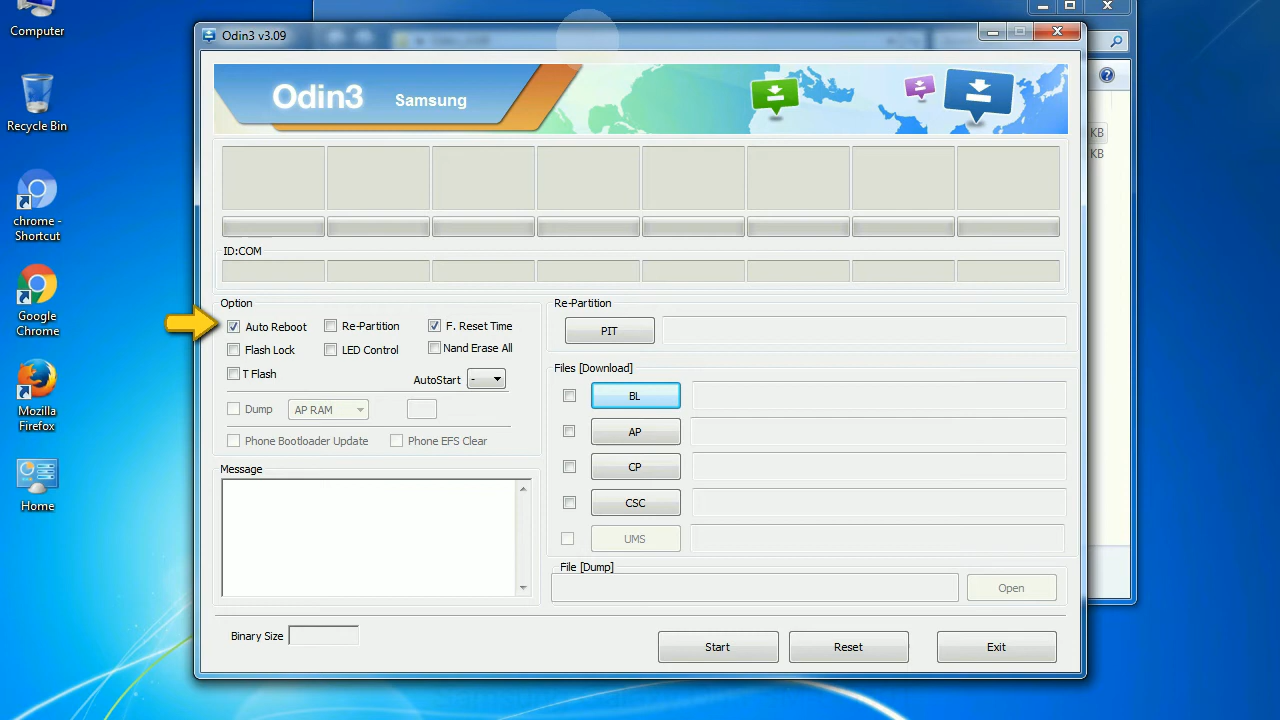 Computer
Recycle Bin
chrome -
Shortcut
Google
Chrome
Mozilla
Firefox
Home
Odin3 v3.09
Odin3 Samsung
KB
KB
ID:COM
Option
Auto Reboot
Re-Partition
F. Reset Time
Flash Lock
LED Control
Nand Erase All
T Flash
AutoStart -
Dump
AP RAM
Phone Bootloader Update
Phone EFS Clear
Message
Binary Size
Re-Partition
PIT
Files [Download]
BL
AP
CP
CSC
UMS
File [Dump]
Open
Start
Reset
Exit